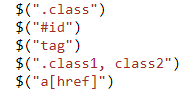 $(".class")
$("#id")
$("tag")
$(".class1, class2")
$("a[href]")